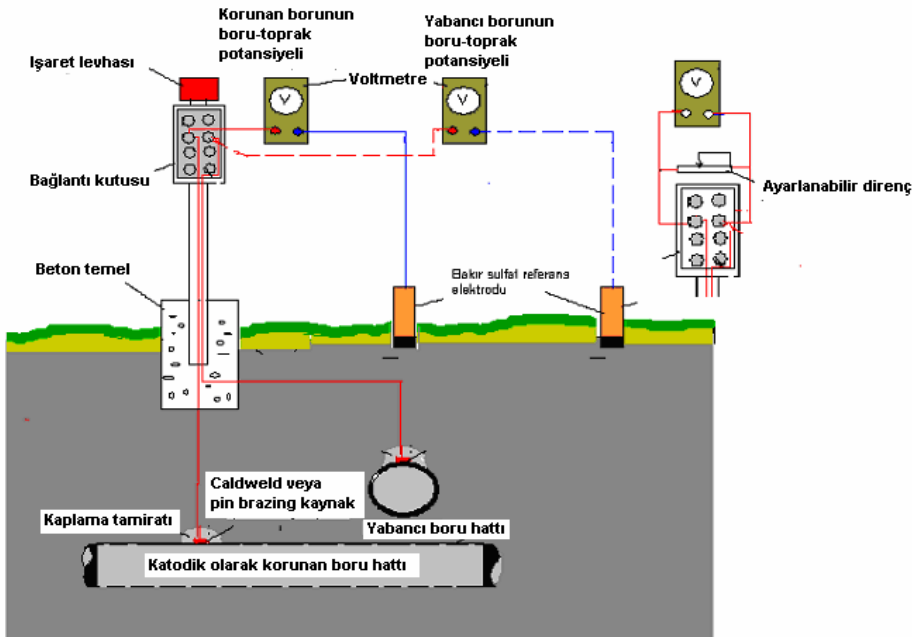 Korunan borunun
boru-toprak
potansiyeli
Yabancı borunun
boru-toprak
potansiyeli
Işaret levhası
Voltmetre
V
V
V
Bağlantı kutusu
Ayarlanabilir direnç
Beton temel
Bakır sulfat referans
elektrodu
Caldweld veya
pin brazing kaynak
Kaplama tamiratı
Yabancı boru hattı
Katodik olarak korunan boru hattı